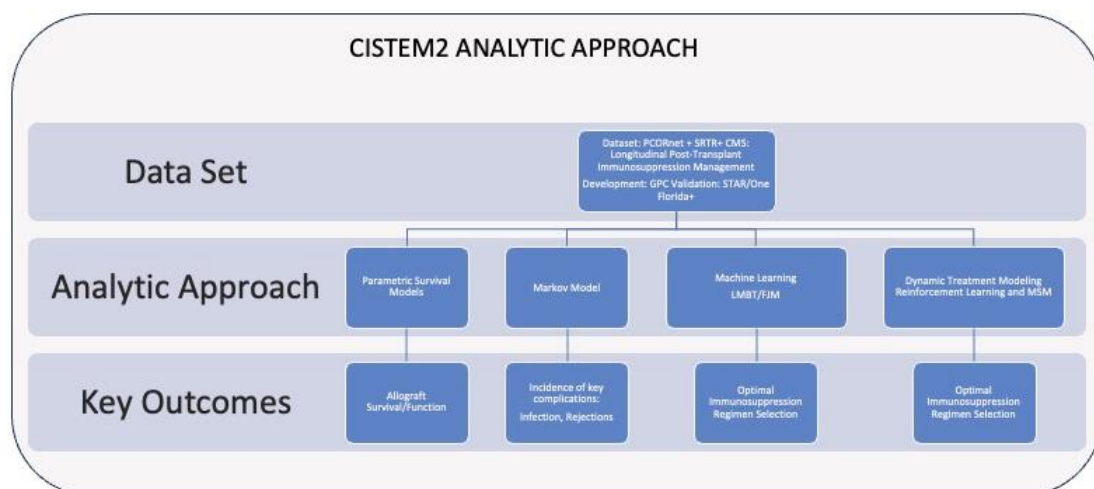 CISTEM2 ANALYTIC APPROACH
Data Set
Dataset: PCORnet + SRTR+ CMS:
Longitudinal Post-Transplant
Immunosuppression Management
Development: GPC Validation: STAR/One
Florida+
Analytic Approach
Parametric Survival
Models
Markov Model
Machine Learning
LMBT/FJM
Dynamic Treatment Modeling
Reinforcement Learning and MSM
Key Outcomes
Allograft
Survival/Function
Incidence of key
complications:
Infection, Rejections
Optimal
Immunosuppression
Regimen Selection
Optimal
Immunosuppression
Regimen Selection